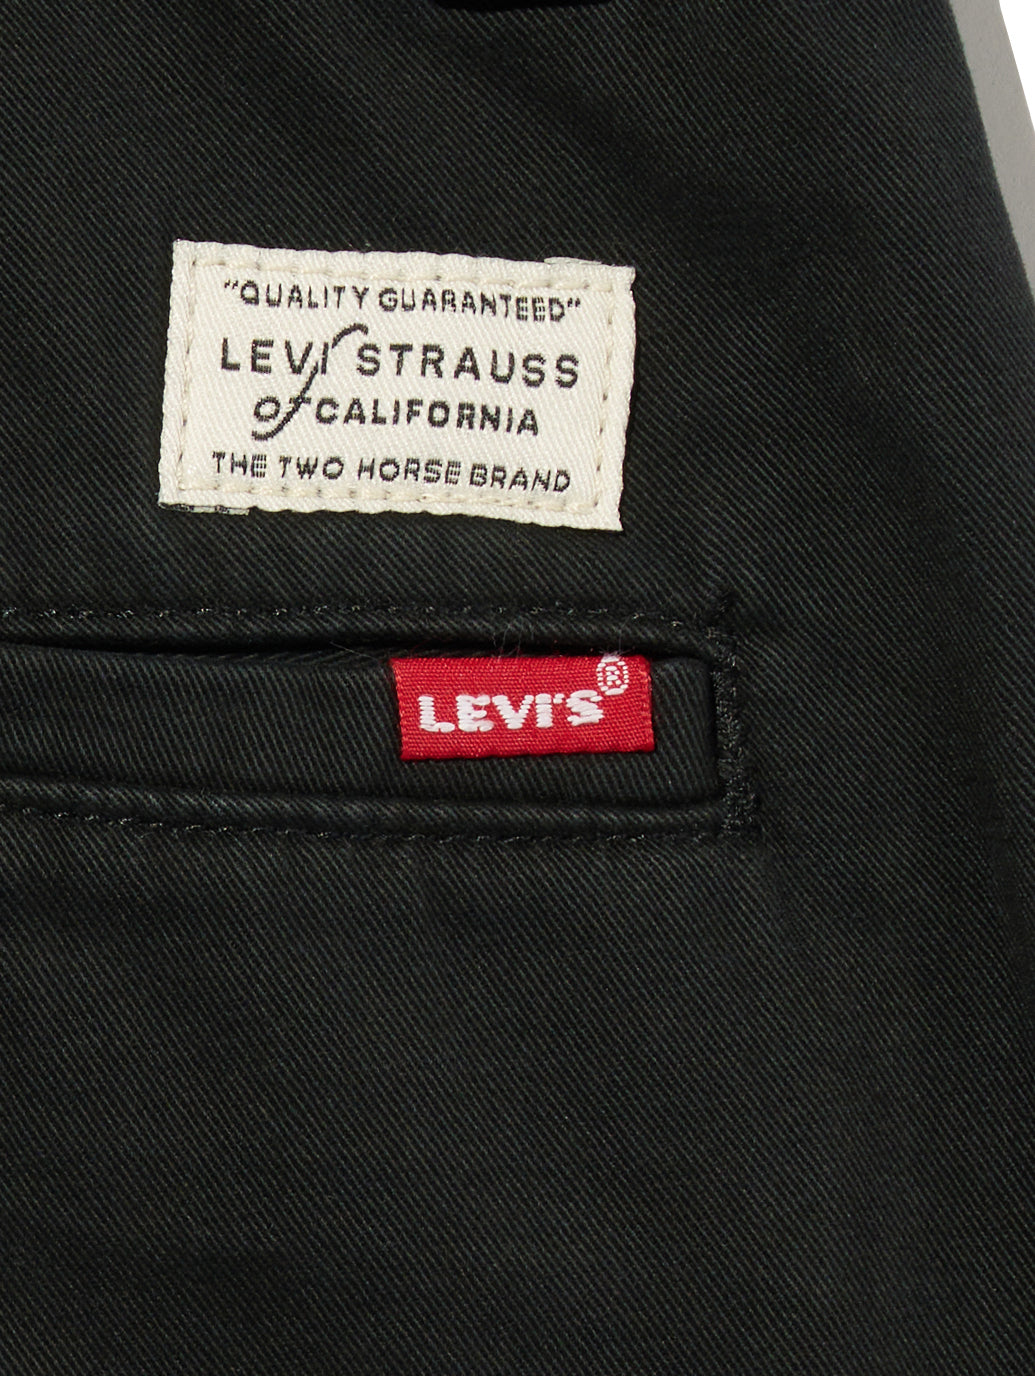 "QUALITY GUARANTEED"
LEVI STRAUSS
of CALIFORNIA
THE TWO HORSE BRAND
LEVI'S®